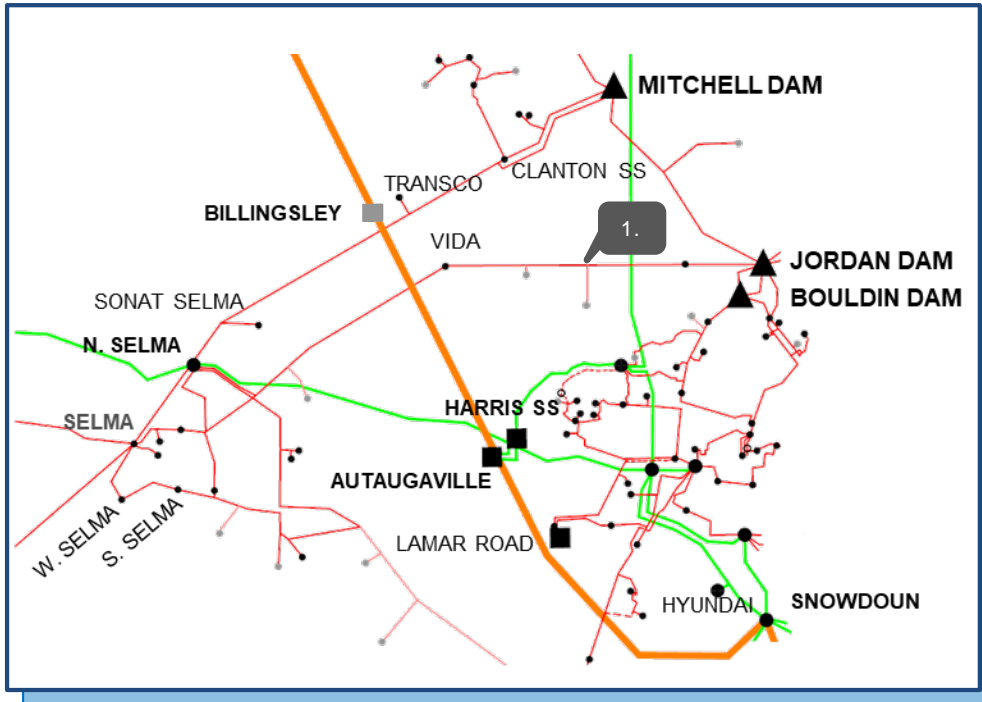 MITCHELL DAM
CLANTON SS
TRANSCO
BILLINGSLEY
1.
VIDA
JORDAN DAM
BOULDIN DAM
SONAT SELMA
N. SELMA
HARRIS SS
SELMA
AUTAUGAVILLE
W. SELMA
S. SELMA
LAMAR ROAD
HYUNDAI
SNOWDOUN